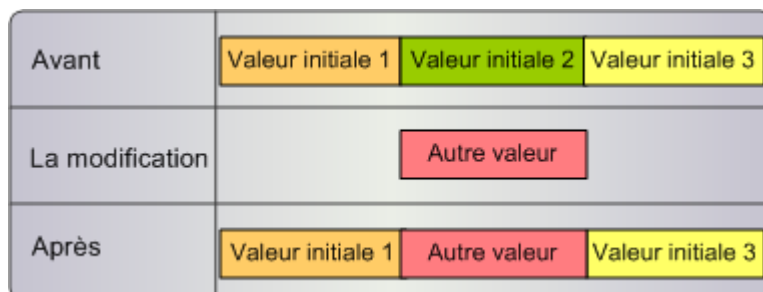 Avant
Valeur initiale 1
Valeur initiale 2
Valeur initiale 3
La modification
Autre valeur
Après
Valeur initiale 1
Autre valeur
Valeur initiale 3